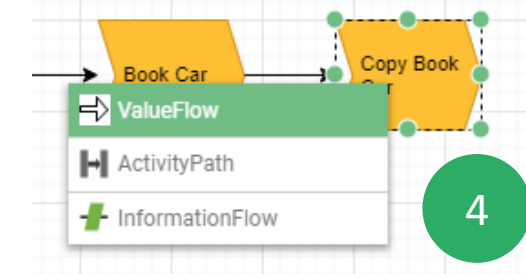 Book Car
Copy Book
ValueFlow
ActivityPath
InformationFlow
4